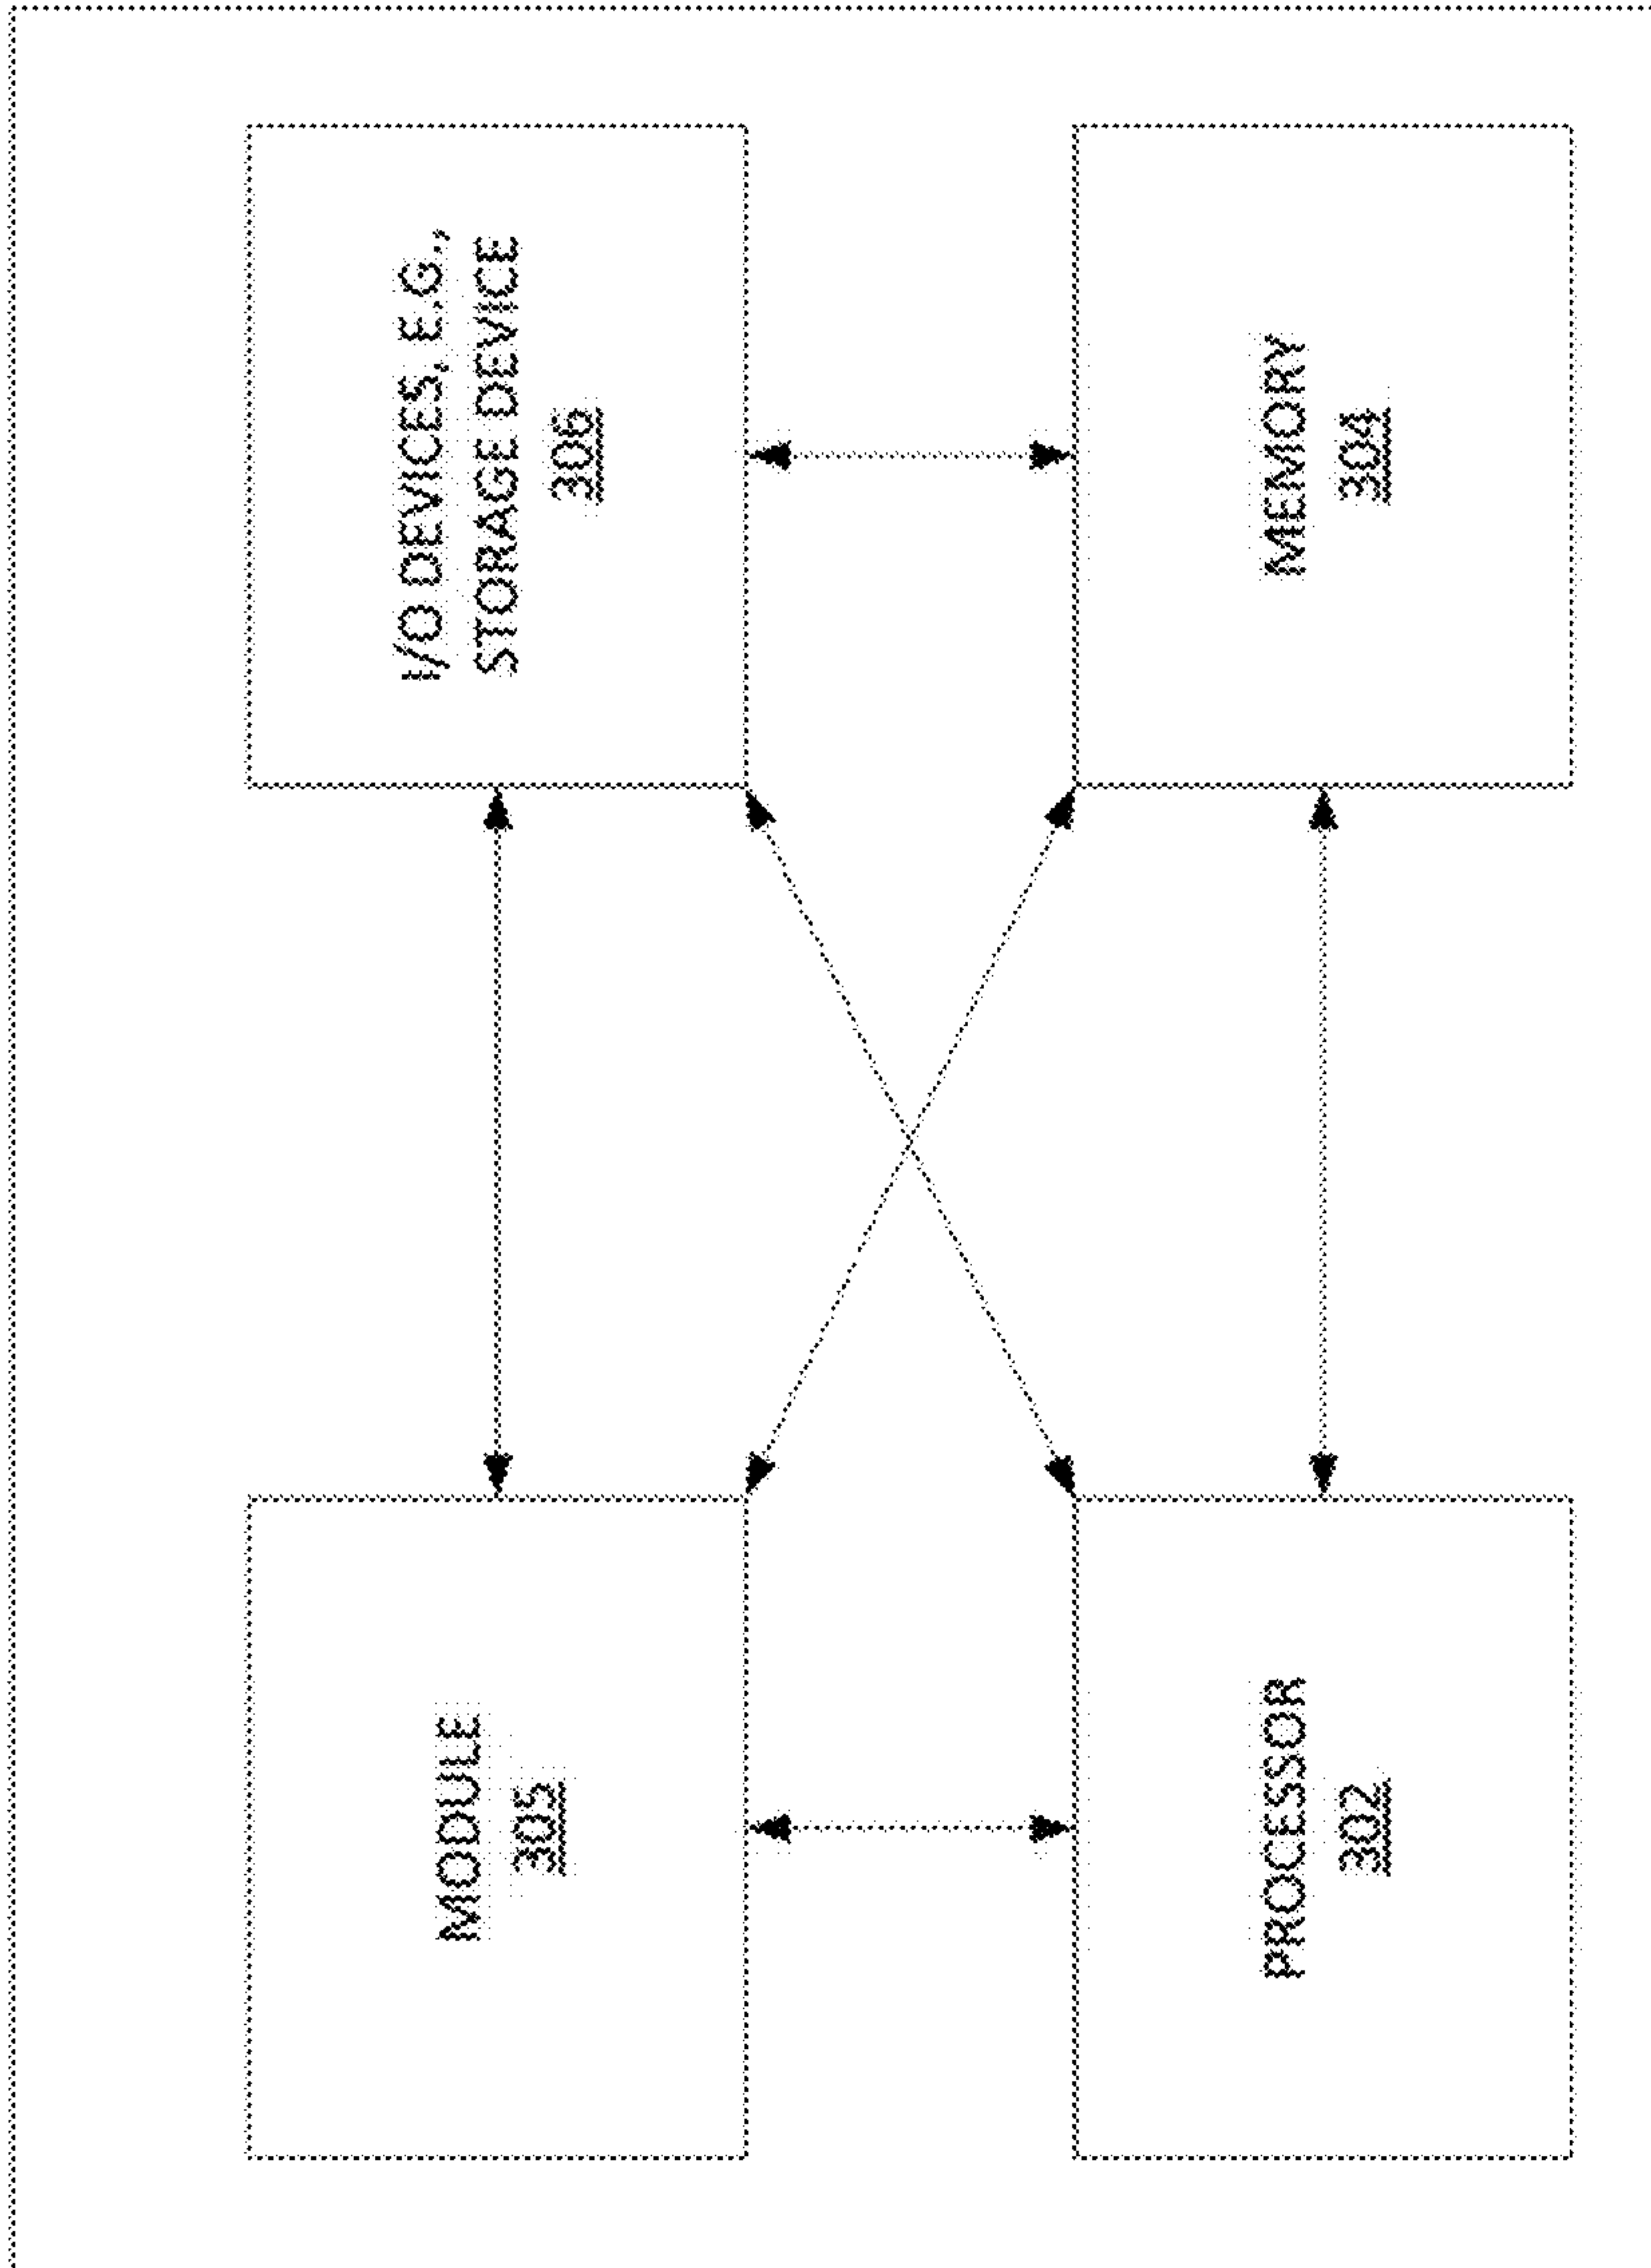 MODULE
305
I/O DEVICES, E.G.,
STORAGE DEVICE
306
PROCESSOR
302
MEMORY
304